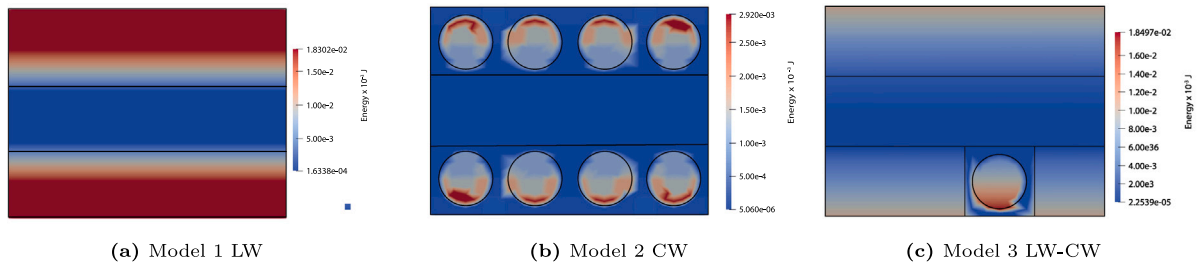 1.8302e-02
1.50e-2
1.00e-2
5.00e-3
1.6338e-04
Energy x10⁻² J
2.920e-03
2.50e-3
2.00e-3
1.50e-3
1.00e-3
5.00e-4
5.060e-06
Energy x 10⁻³ J
1.8497e-02
1.60e-2
1.40e-2
1.20e-2
1.00e-2
8.00e-3
6.00e36
4.00e-3
2.00e3
2.2539e-05
Energy x10⁻³ J
(a) Model 1 LW
(b) Model 2 CW
(c) Model 3 LW-CW